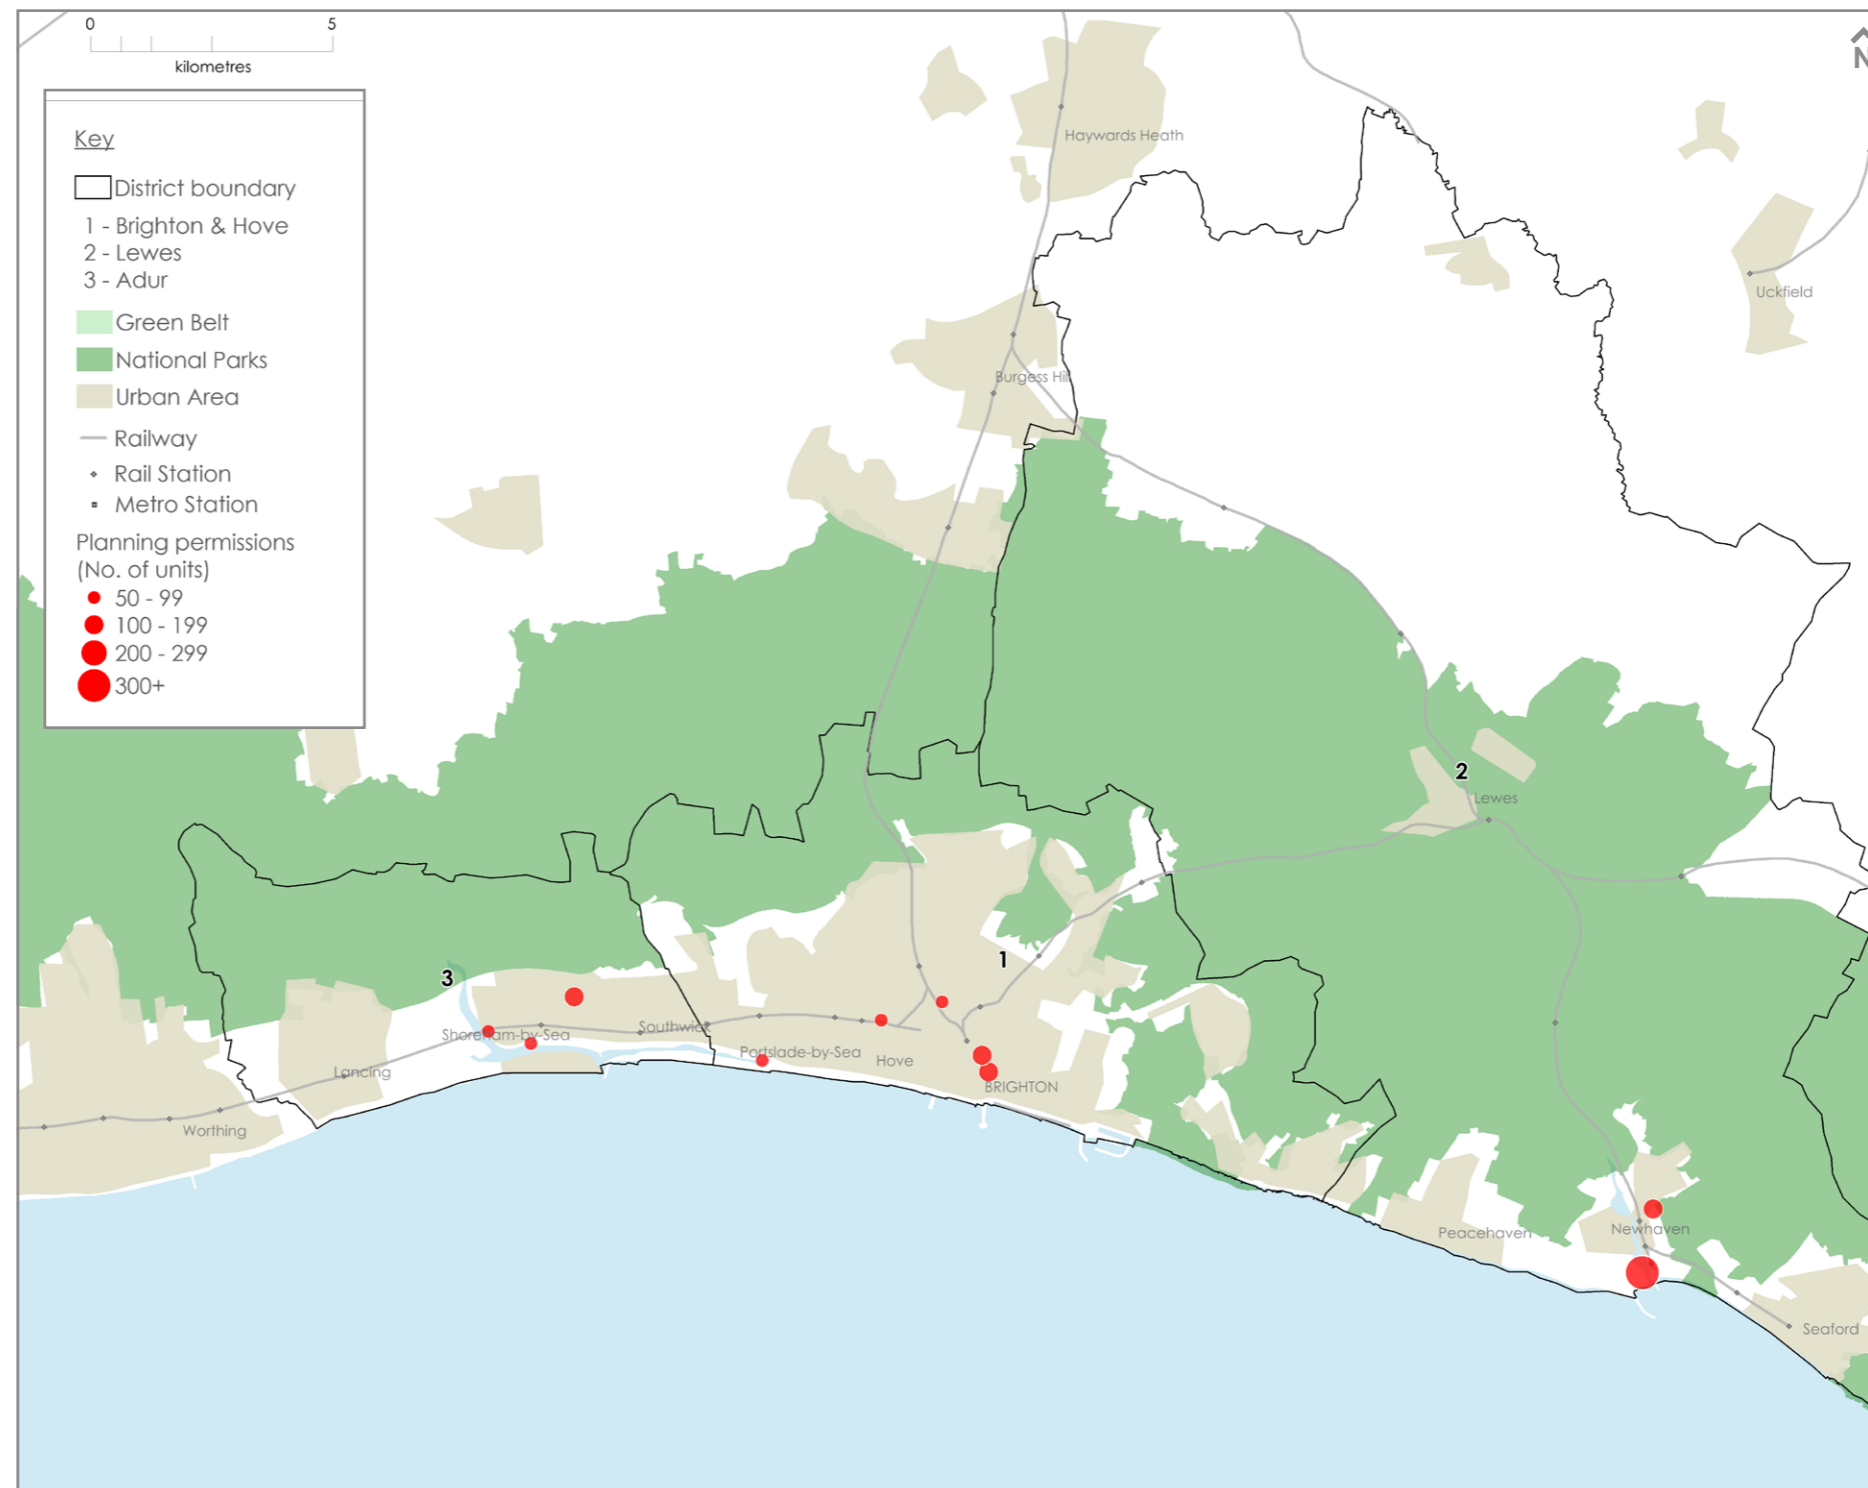 0 5
kilometres
N
Key
District boundary
1 - Brighton & Hove
2 - Lewes
3 - Adur
Green Belt
National Parks
Urban Area
Railway
Rail Station
Metro Station
Planning permissions
(No. of units)
50 - 99
100 - 199
200 - 299
300+
Haywards Heath
Uckfield
Burgess Hill
2
Lewes
1
3
Southwick
Shoreham-by-Sea
Portslade-by-Sea
Hove
Lancing
BRIGHTON
Worthing
Newhaven
Peacehaven
Seaford